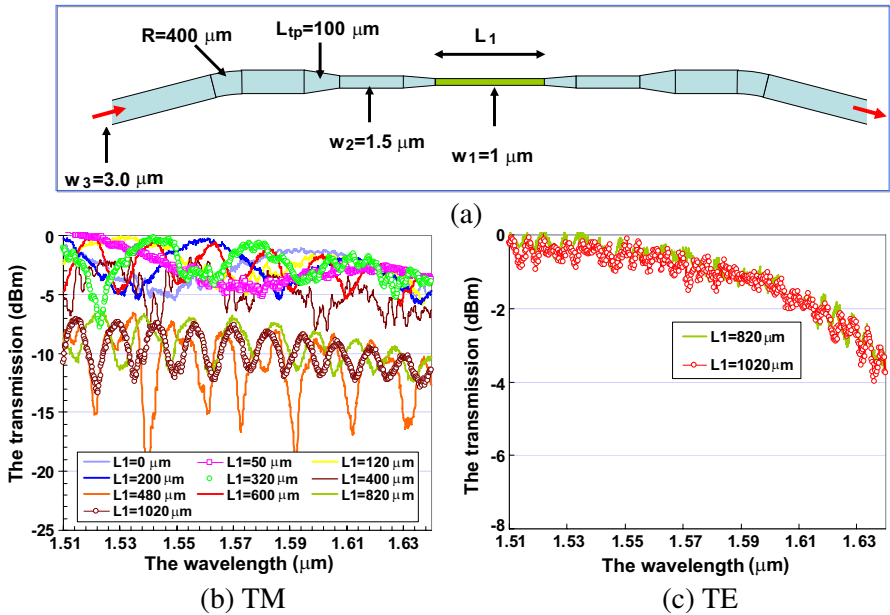 R=400 μm
Ltp=100 μm
L1
w2=1.5 μm
w1=1 μm
w3=3.0 μm
(a)
The transmission (dBm)
0
-5
-10
-15
-20
-25
L1=0 μm
L1=50 μm
L1=120 μm
L1=200 μm
L1=320 μm
L1=400 μm
L1=480 μm
L1=600 μm
L1=820 μm
L1=1020 μm
1.51
1.53
1.55
1.57
1.59
1.61
1.63
The wavelength (μm)
(b) TM
The transmission (dBm)
0
-2
-4
-6
-8
L1=820μm
L1=1020μm
1.51
1.53
1.55
1.57
1.59
1.61
1.63
The wavelength (μm)
(c) TE